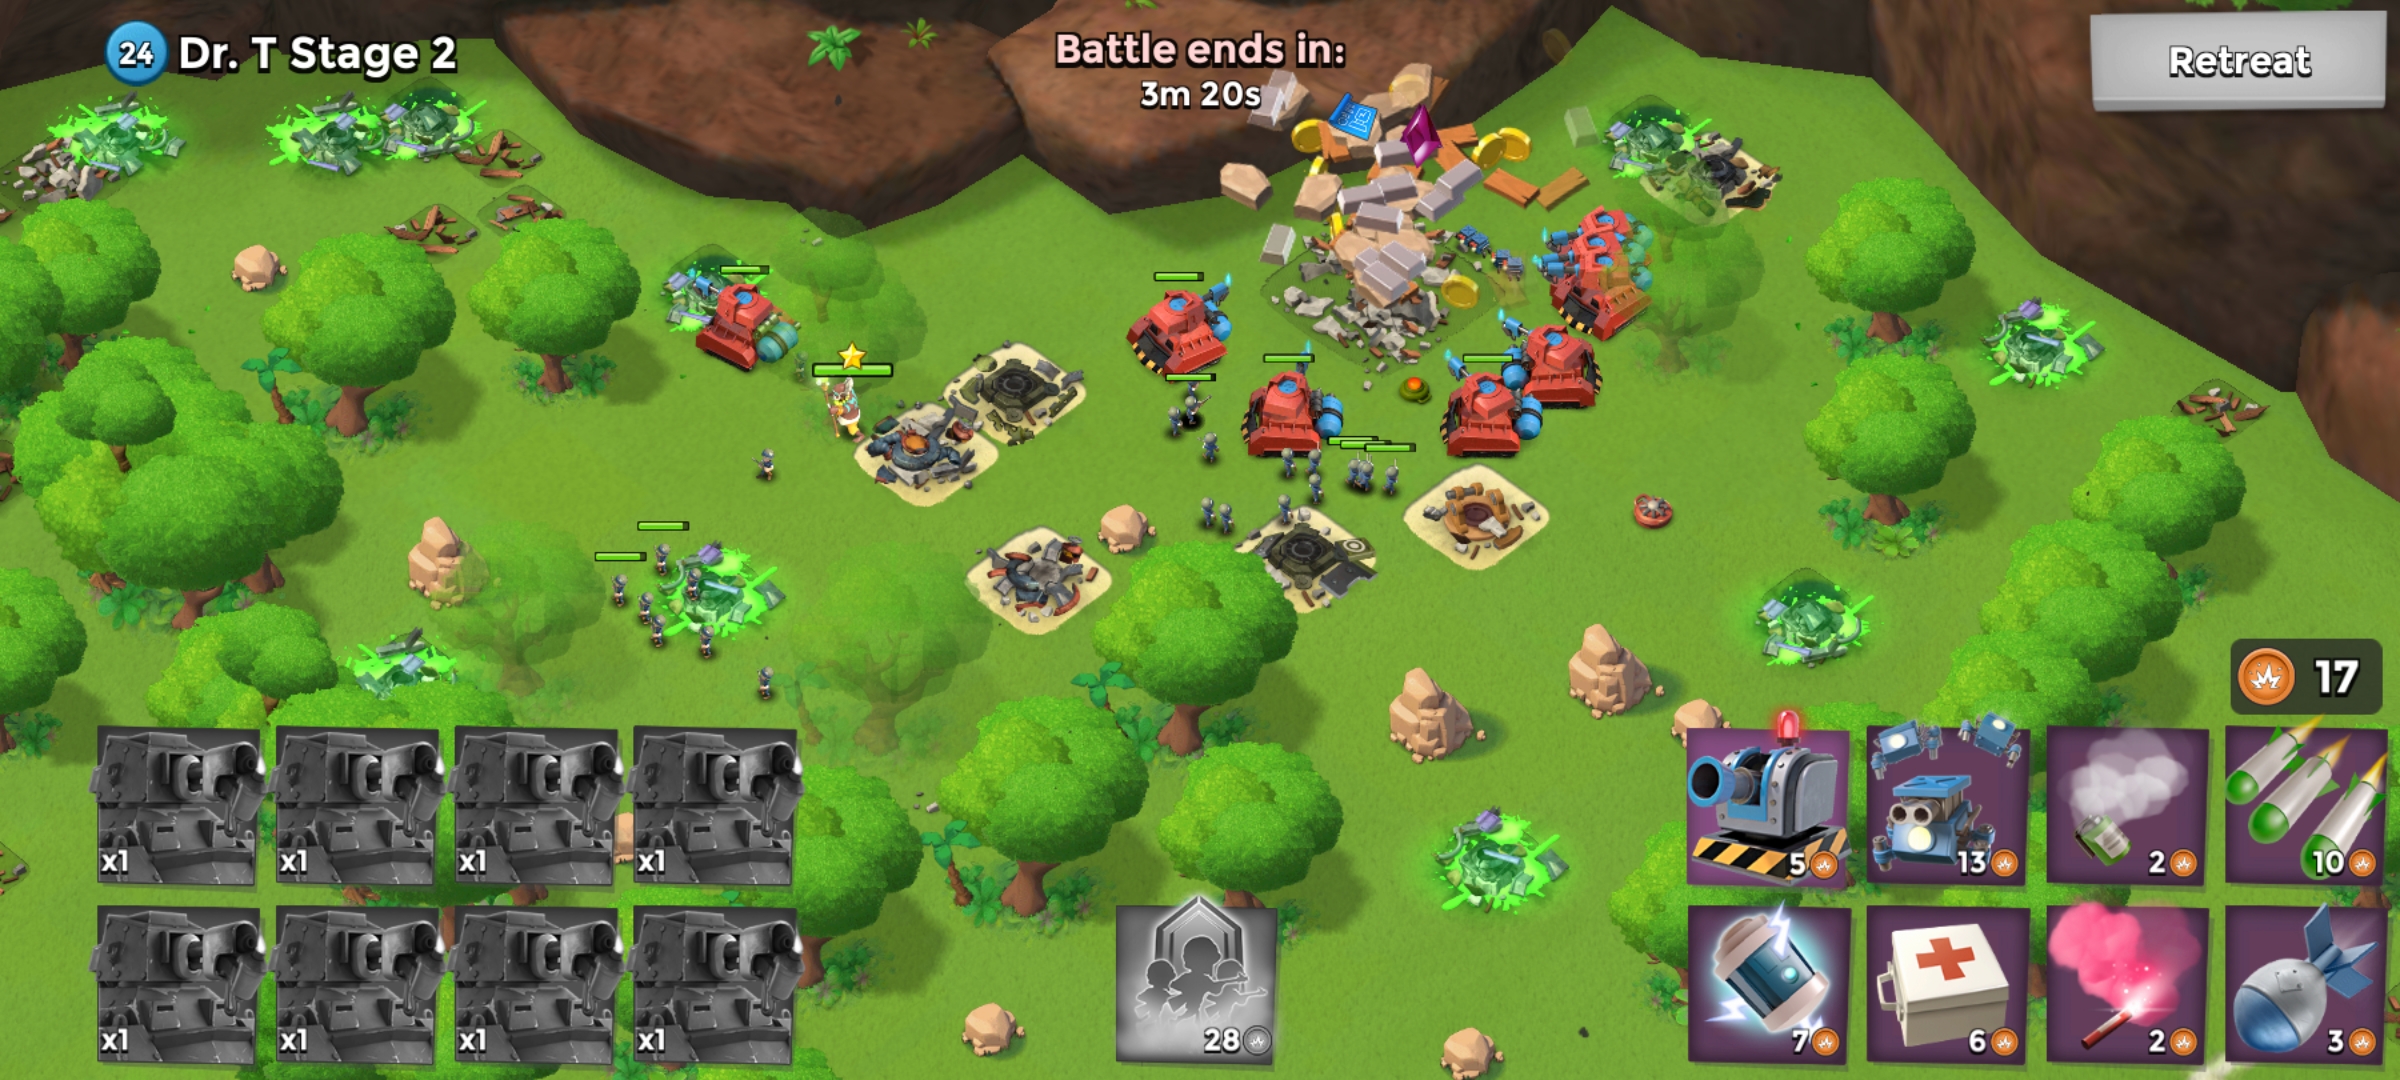 24 Dr. T Stage 2
Battle ends in:
3m 20s
Retreat
17
x1 x1 x1 x1
5 13 2 10
x1 x1 x1 x1
28
7 6 2 3